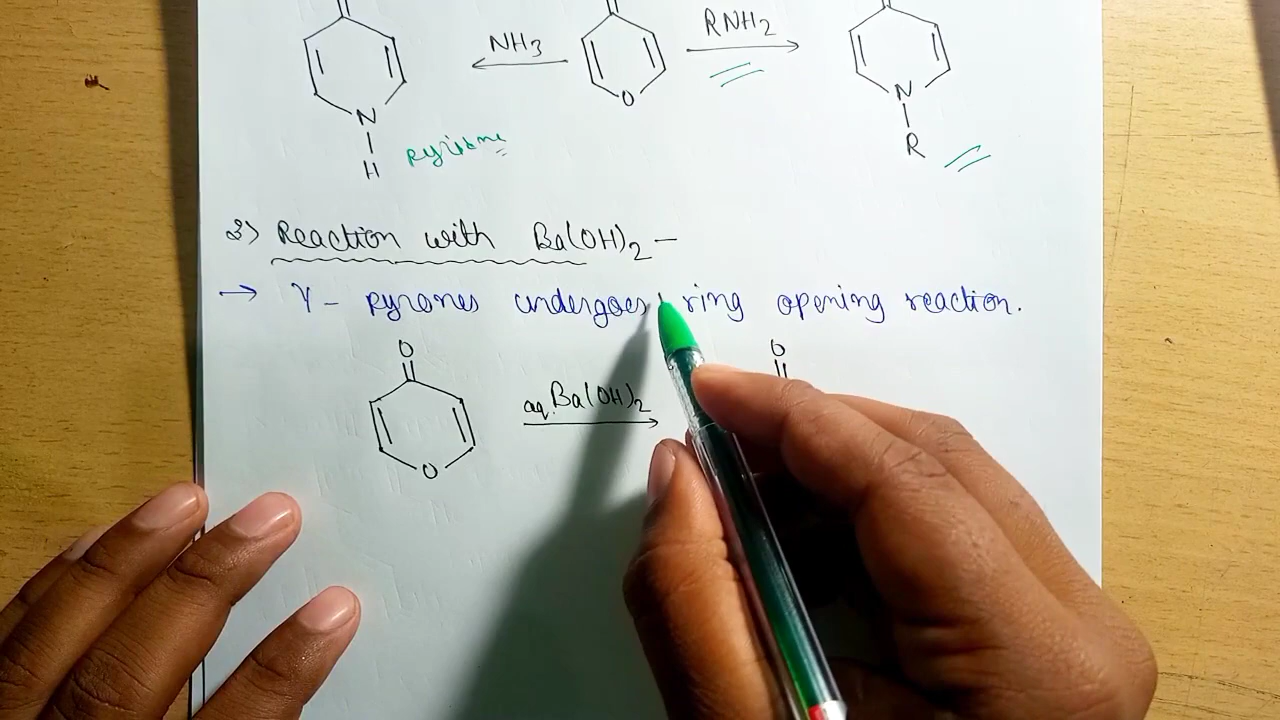 NH3 RNH2
O
N N
H R
3) Reaction with Ba(OH)2 -
→ γ - pyrones undergoes ring opening reaction.
O O
aq. Ba(OH)2
O